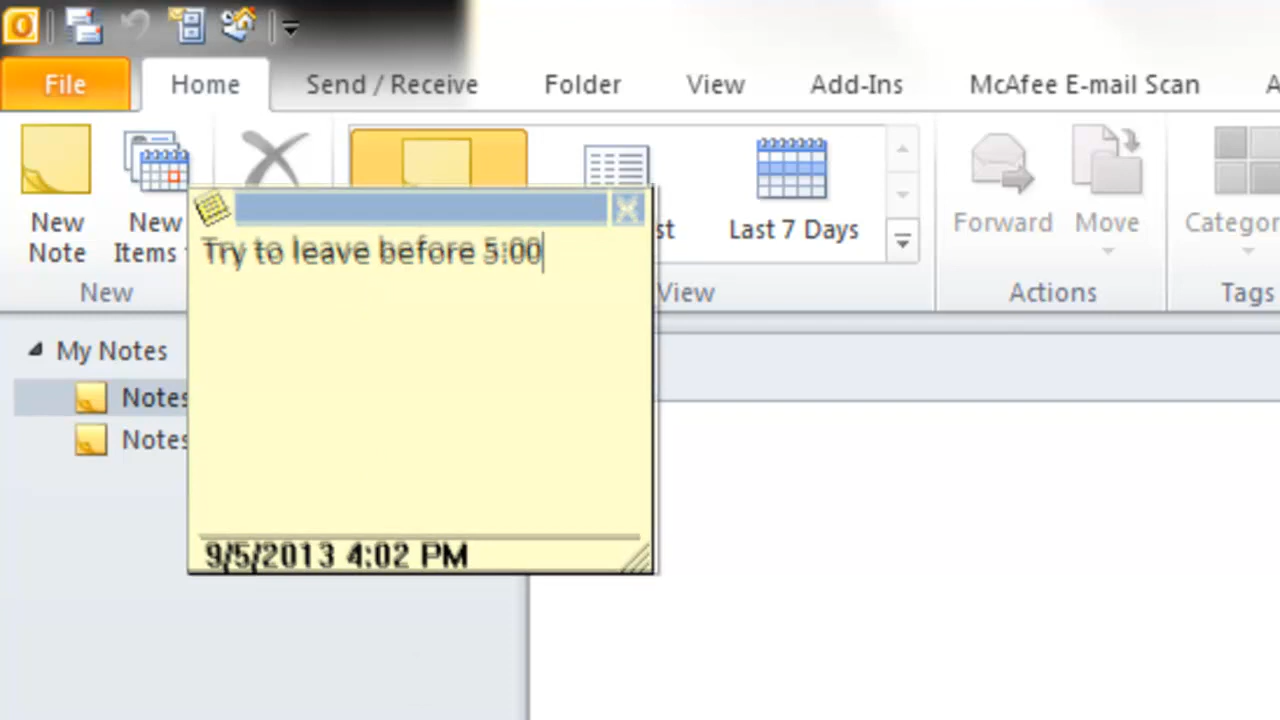 File
Home
Send / Receive
Folder
View
Add-Ins
McAfee E-mail Scan
New
Note
New
Items
Last 7 Days
Forward
Move
New
View
Actions
Tags
My Notes
Notes
Notes
Try to leave before 5:00
9/5/2013 4:02 PM